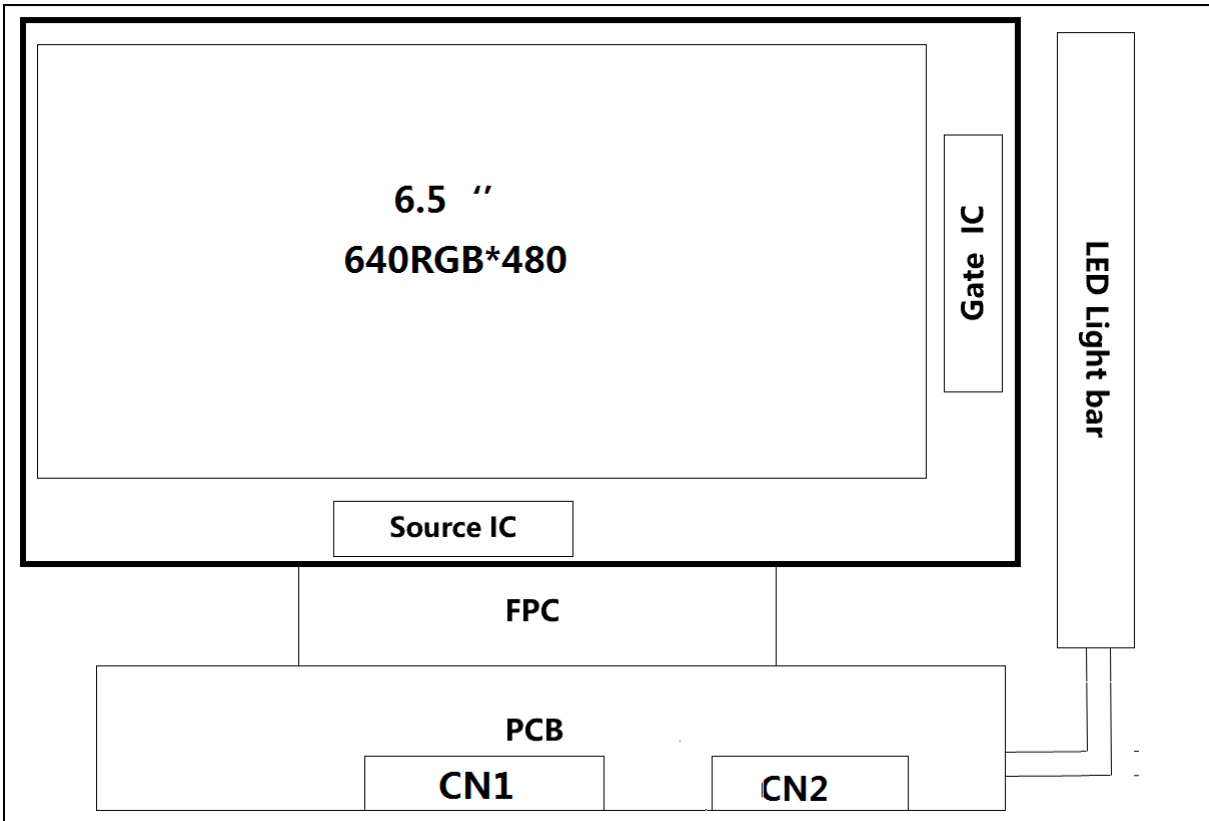 6.5 ‘’
640RGB*480
Gate IC
LED Light bar
Source IC
FPC
PCB
CN1
CN2